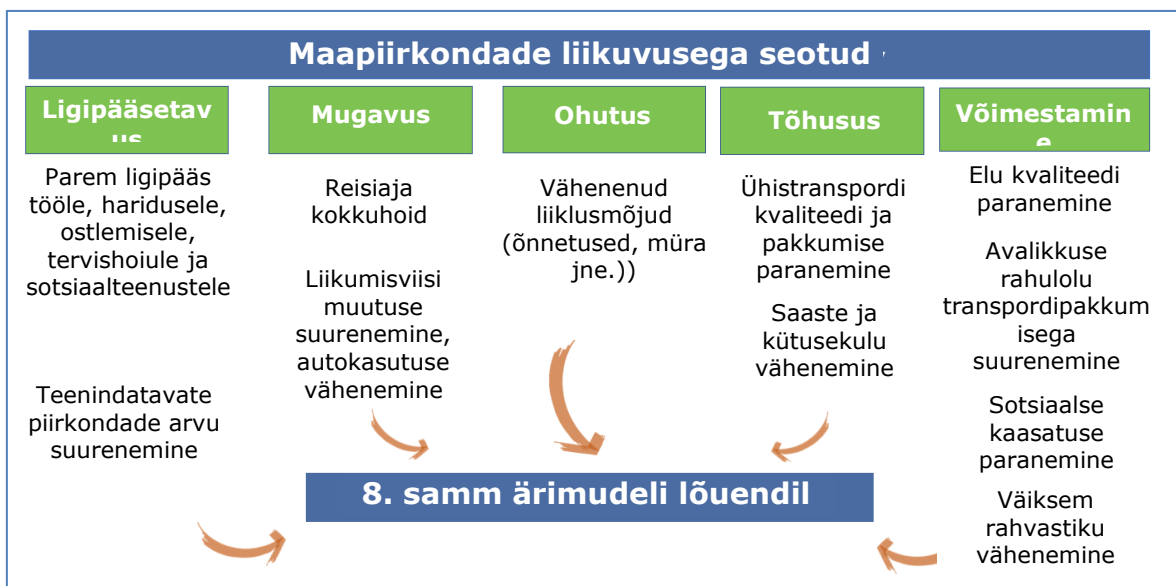 Maapiirkondade liikuvusega seotud
Ligipääsetav
us
Parem ligipääs
tööle, haridusele,
ostlemisele,
tervishoiule ja
sotsiaalteenustele
Teenindatavate
piirkondade arvu
suurenemine
Mugavus
Reisiaja
kokkuhoid
Liikumisviisi
muutuse
suurenemine,
autokasutuse
vähenemine
Ohutus
Vähenenud
liiklusmõjud
(õnnetused, müra
jne.))
Tõhusus
Ühistranspordi
kvaliteedi ja
pakkumise
paranemine
Saaste ja
kütusekulu
vähenemine
Võimestamin
e
Elu kvaliteedi
paranemine
Avalikkuse
rahulolu
transpordipakkum
isega
suurenemine
Sotsiaalse
kaasatuse
paranemine
Väiksem
rahvastiku
vähenemine
8. samm ärimudeli lõuendil